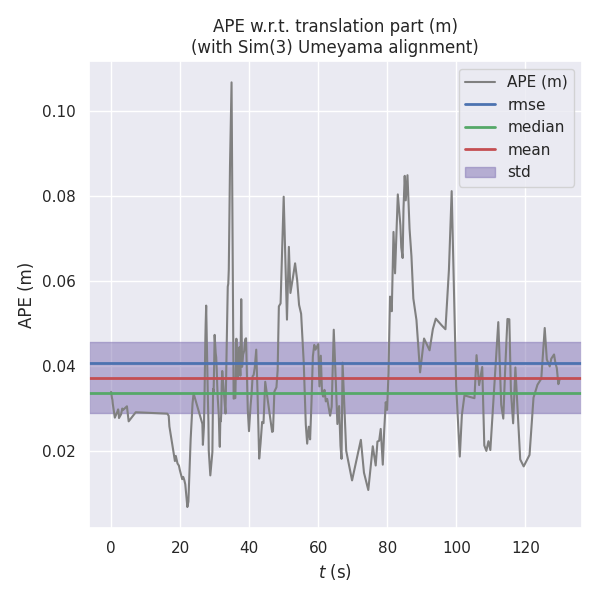 APE w.r.t. translation part (m)
(with Sim(3) Umeyama alignment)
APE (m)
rmse
median
mean
std
0.10
0.08
0.06
0.04
0.02
APE (m)
0 20 40 60 80 100 120
t (s)